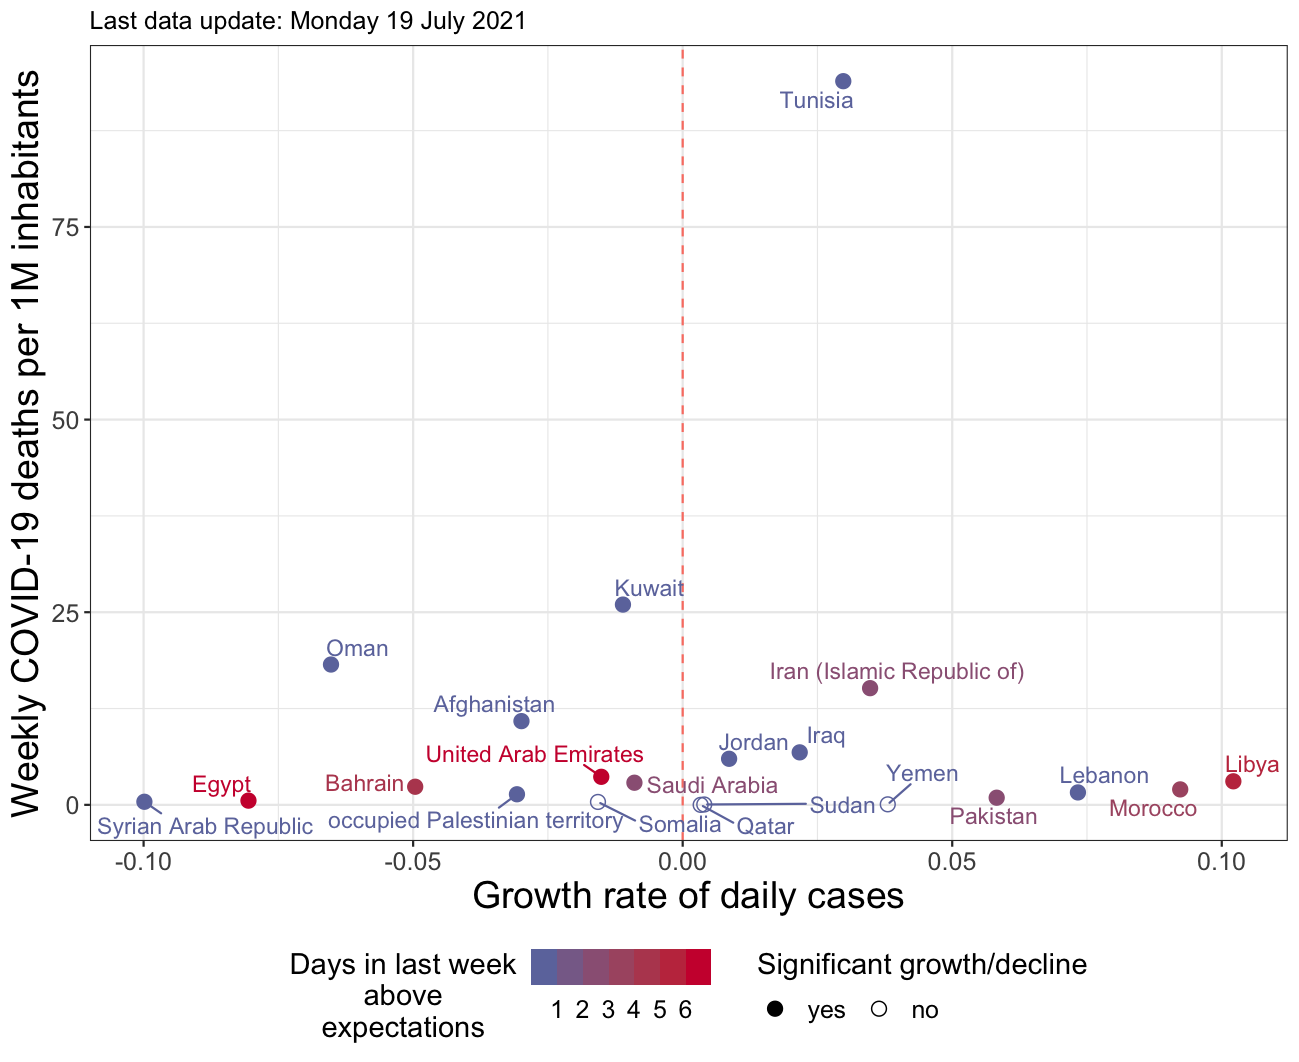 Last data update: Monday 19 July 2021
Weekly COVID-19 deaths per 1M inhabitants
75
50
25
0
Tunisia
Kuwait
Oman
Iran (Islamic Republic of)
Afghanistan
Jordan
Iraq
United Arab Emirates
Libya
Yemen
Lebanon
Egypt
Bahrain
Saudi Arabia
Sudan
Morocco
Pakistan
Syrian Arab Republic
occupied Palestinian territory
Somalia
Qatar
-0.10
-0.05
0.00
0.05
0.10
Growth rate of daily cases
Days in last week
above
expectations
1 2 3 4 5 6
Significant growth/decline
yes
no